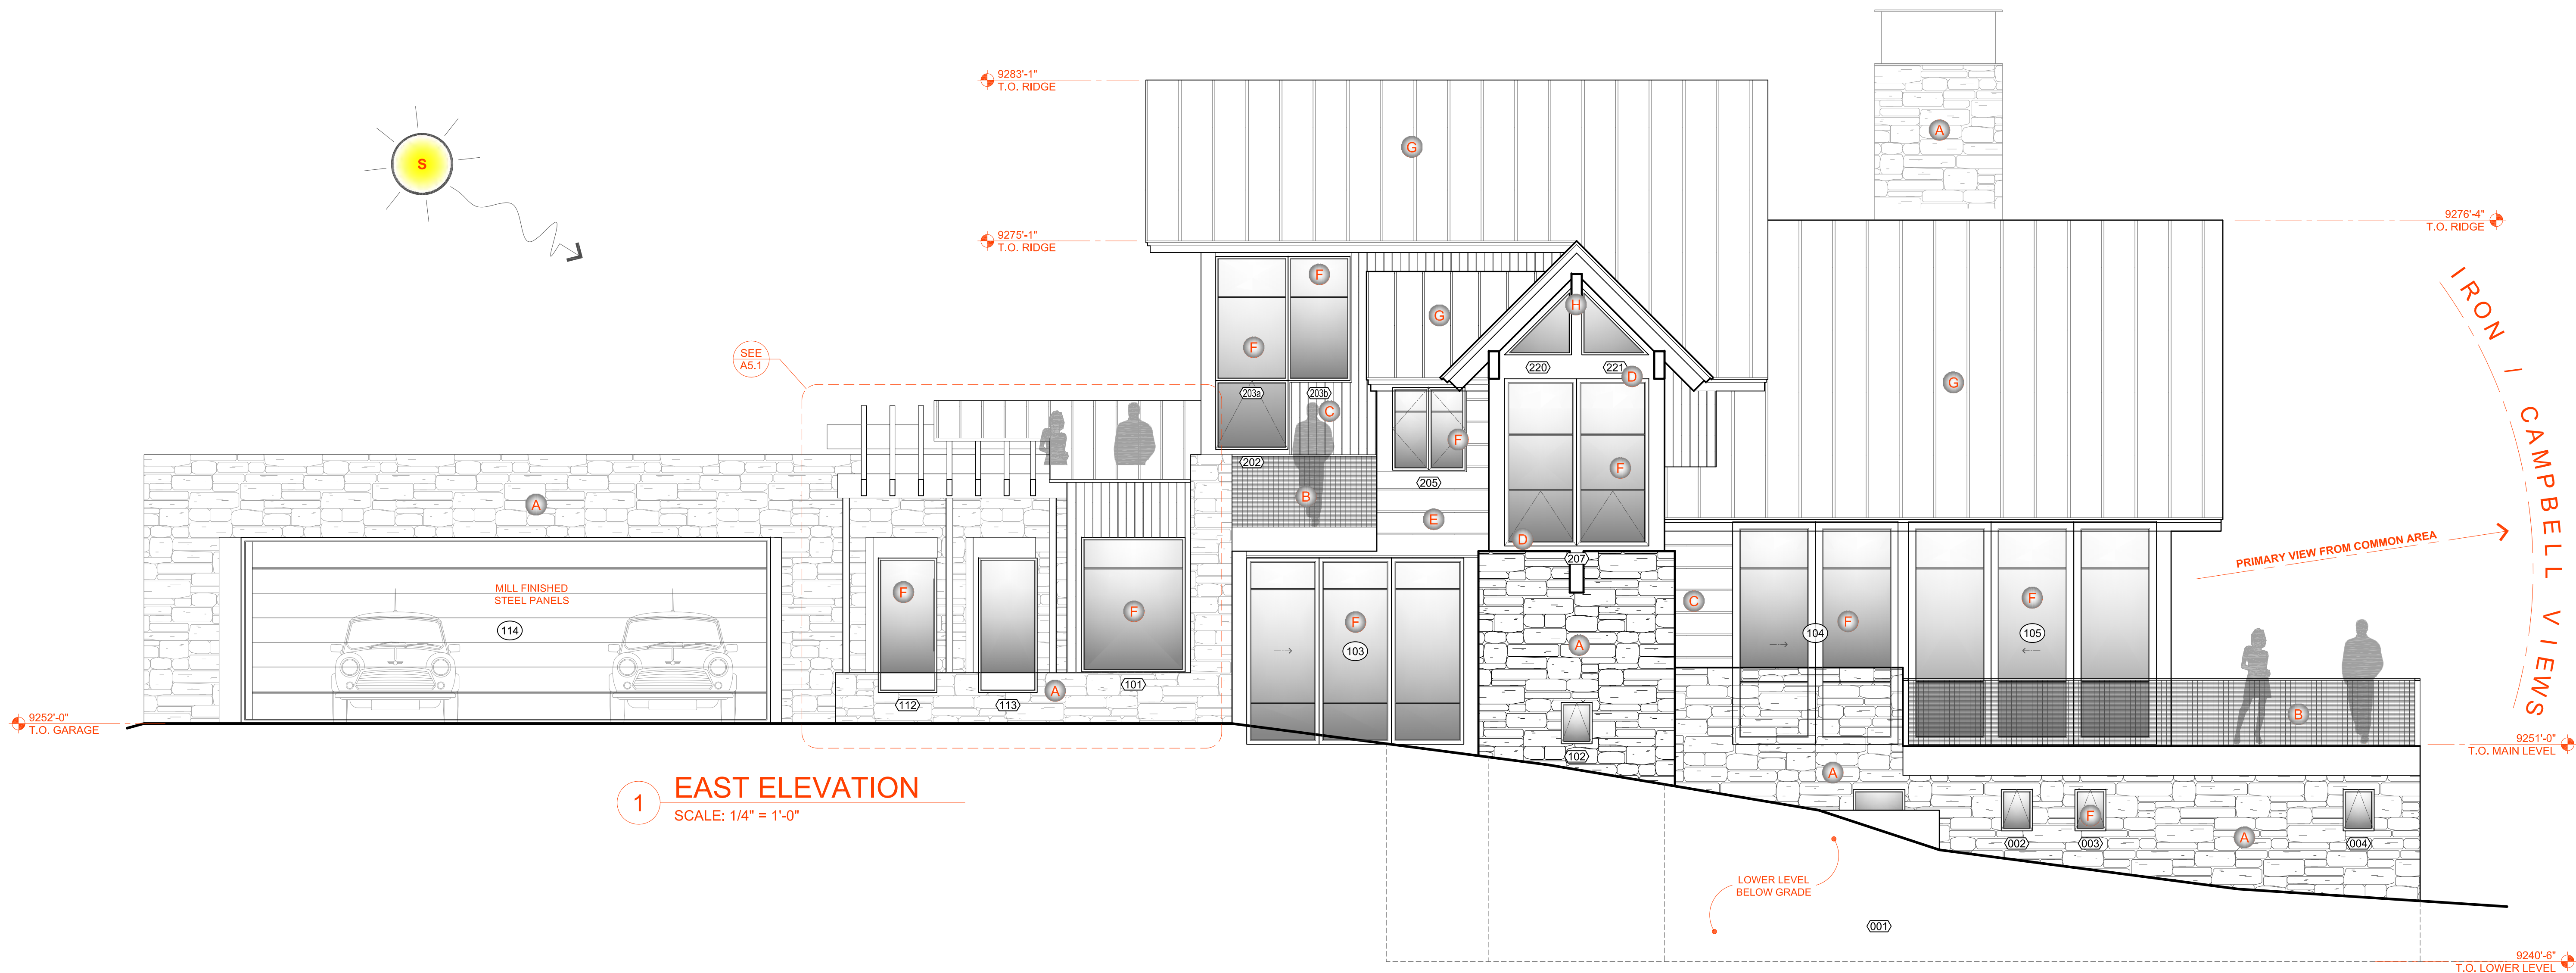 9283'-1"
T.O. RIDGE
A
S
G
9276'-4"
T.O. RIDGE
9275'-1"
T.O. RIDGE
F
H
G
F
IRON / CAMPBELL VIEWS
SEE
A5.1
220
221
D
G
203a
203b
C
F
202
F
205
B
A
E
D
PRIMARY VIEW FROM COMMON AREA
207
MILL FINISHED
STEEL PANELS
F
F
C
F
F
F
114
103
A
104
105
101
A
112
113
B
9252'-0"
T.O. GARAGE
9251'-0"
T.O. MAIN LEVEL
102
A
1
EAST ELEVATION
SCALE: 1/4" = 1'-0"
F
A
002
003
004
LOWER LEVEL
BELOW GRADE
001
9240'-6"
T.O. LOWER LEVEL